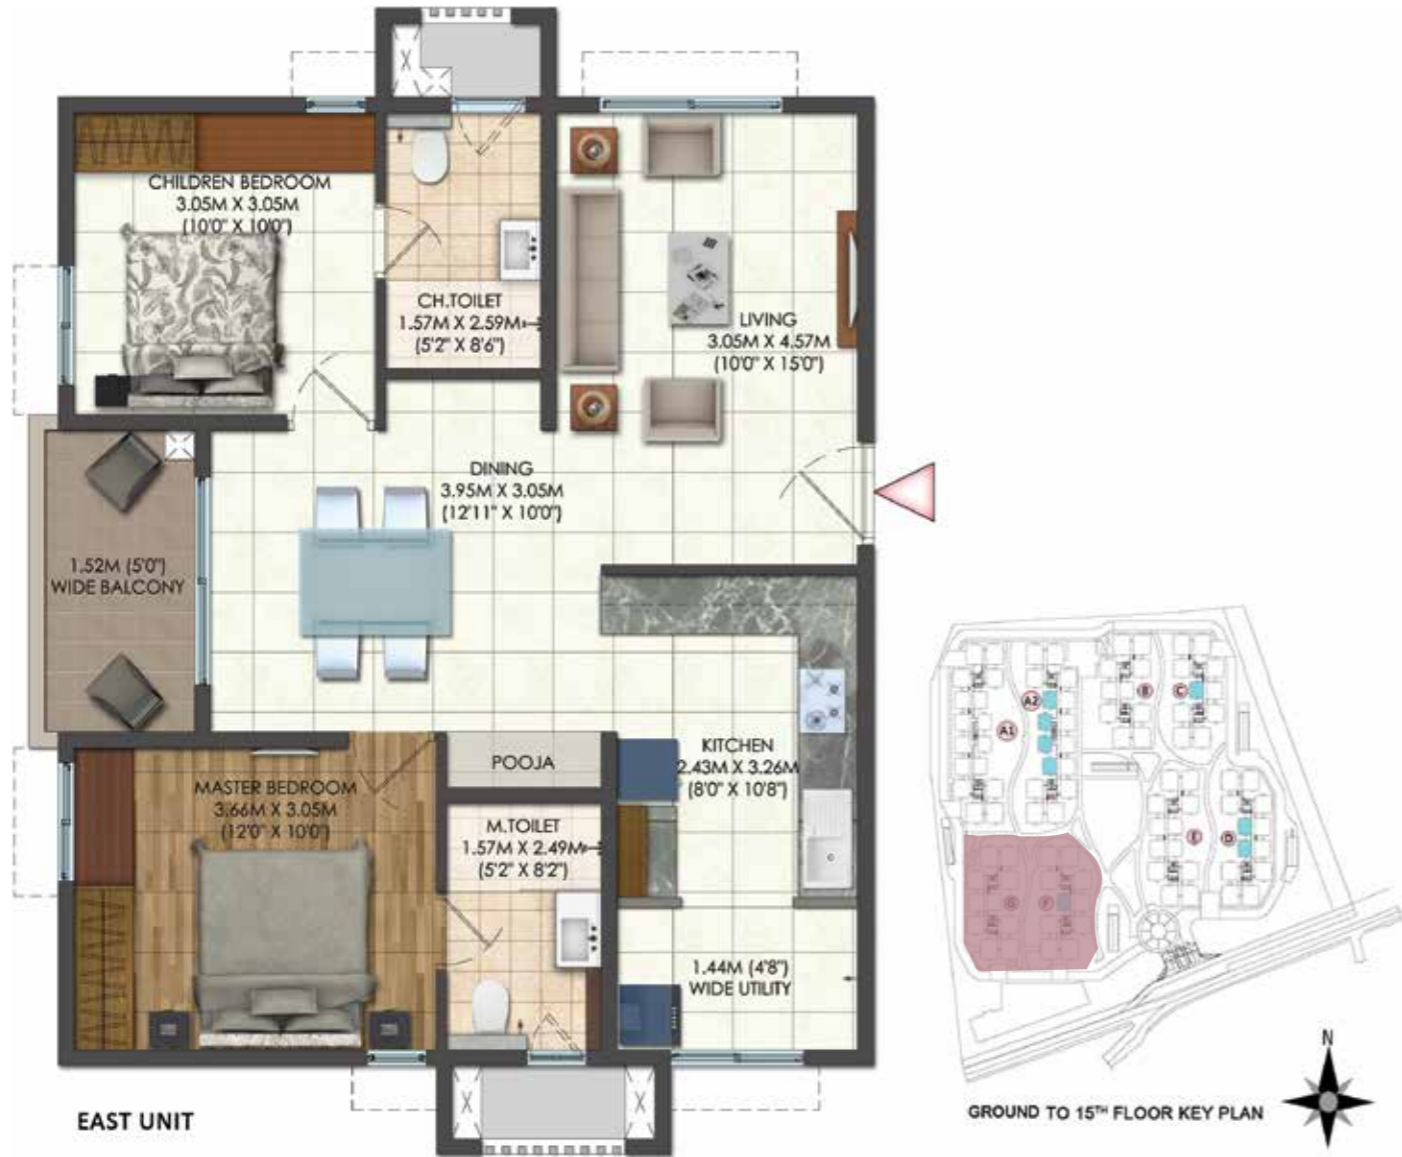 CHILDREN BEDROOM
3.05M X 3.05M
(10'0" X 10'0")
CH.TOILET
1.57M X 2.59M
(5'2" X 8'6")
LIVING
3.05M X 4.57M
(10'0" X 15'0")
DINING
3.95M X 3.05M
(12'11" X 10'0")
1.52M (5'0")
WIDE BALCONY
POOJA
KITCHEN
2.43M X 3.26M
(8'0" X 10'8")
MASTER BEDROOM
3.66M X 3.05M
(12'0" X 10'0")
M.TOILET
1.57M X 2.49M
(5'2" X 8'2")
1.44M (4'8")
WIDE UTILITY
EAST UNIT
A2
B
C
A1
E
D
G
F
N
GROUND TO 15TH FLOOR KEY PLAN